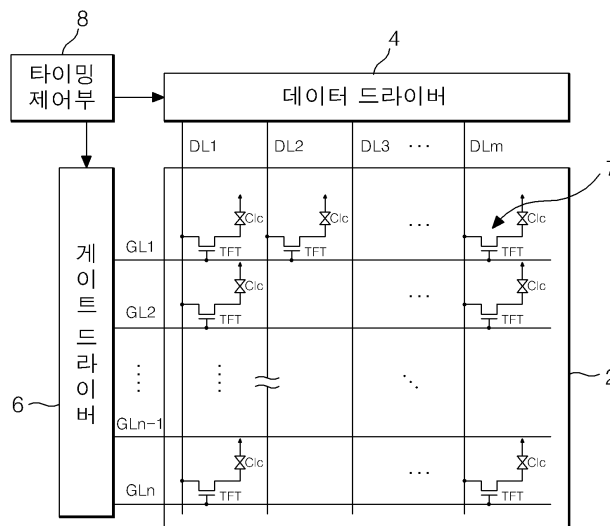 8
타이밍
제어부
4
데이터 드라이버
DL1 DL2 DL3 ··· DLm
7
Clc Clc ··· Clc
GL1 TFT TFT TFT
Clc Clc
GL2 ··· TFT TFT
게이트 드라이버
6
2
GLn-1
Clc Clc
GLn ··· TFT TFT